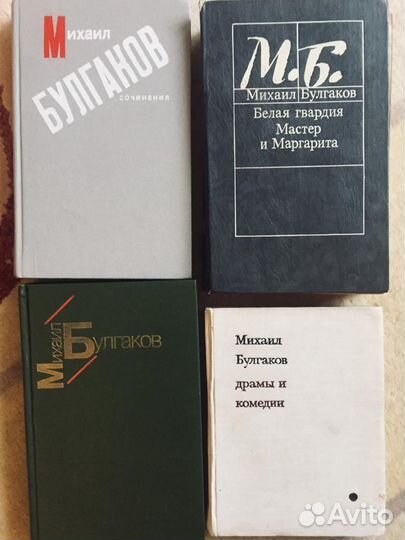 Михаил
БУЛГАКОВ
СОЧИНЕНИЯ
М.Б.
Михаил Булгаков
Белая гвардия
Мастер
и Маргарита
Михаил Булгаков
Михаил
Булгаков
драмы и
комедии
Avito